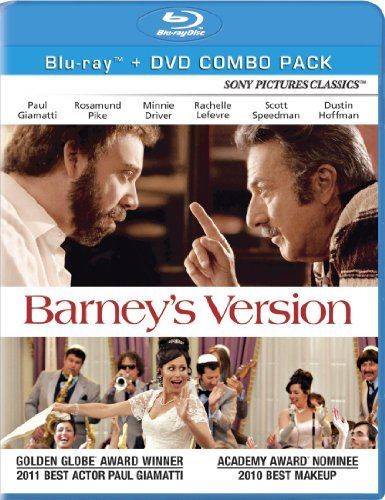 Blu-ray Disc
Blu-ray™ + DVD COMBO PACK
SONY PICTURES CLASSICS™
Paul Giamatti
Rosamund Pike
Minnie Driver
Rachelle Lefevre
Scott Speedman
Dustin Hoffman
Barney's Version
GOLDEN GLOBE® AWARD WINNER
2011 BEST ACTOR PAUL GIAMATTI
ACADEMY AWARD® NOMINEE
2010 BEST MAKEUP